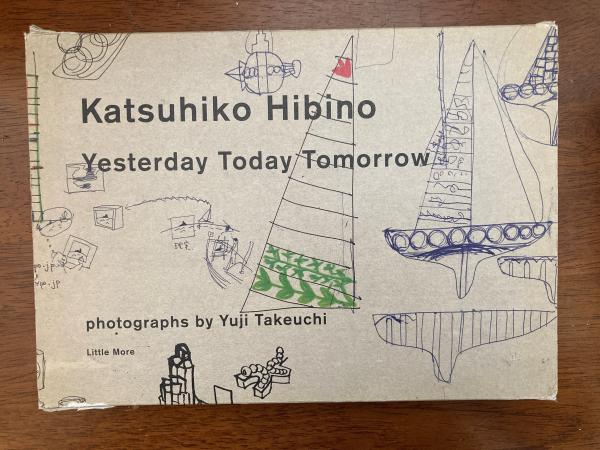 Katsuhiko Hibino
Yesterday Today Tomorrow
photographs by Yuji Takeuchi
Little More